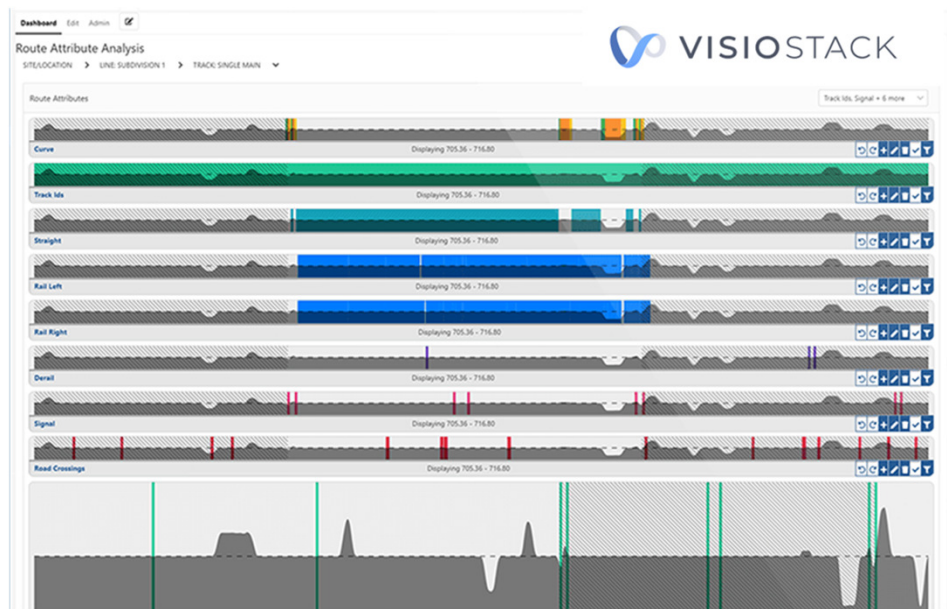 Dashboard Edit Admin
VISIOSTACK
Route Attribute Analysis
SITE/LOCATION > LINE: SUBDIVISION 1 > TRACK: SINGLE MAIN
Route Attributes
Track Ids, Signal + 6 more
Curve Displaying 705.36 - 716.80
Track Ids Displaying 705.36 - 716.80
Straight Displaying 705.36 - 716.80
Rail Left Displaying 705.36 - 716.80
Rail Right Displaying 705.36 - 716.80
Derail Displaying 705.36 - 716.80
Signal Displaying 705.36 - 716.80
Road Crossings Displaying 705.36 - 716.80